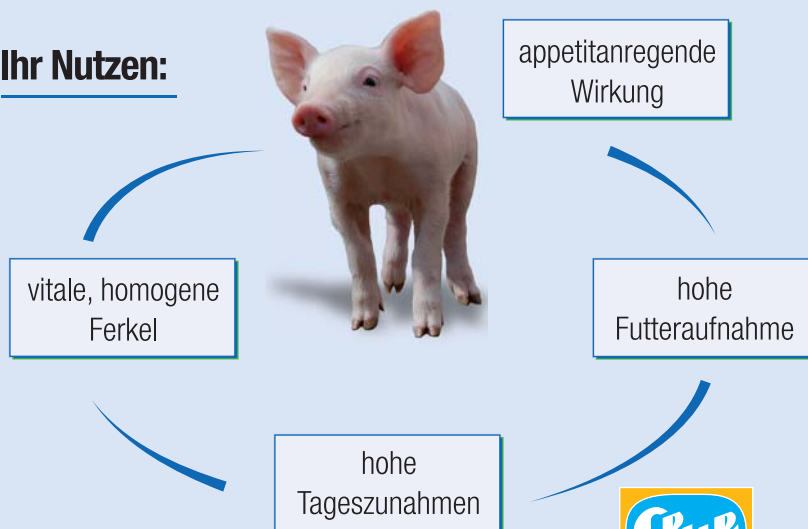 Ihr Nutzen:
appetitanregende
Wirkung
hohe
Futteraufnahme
hohe
Tageszunahmen
vitale, homogene
Ferkel